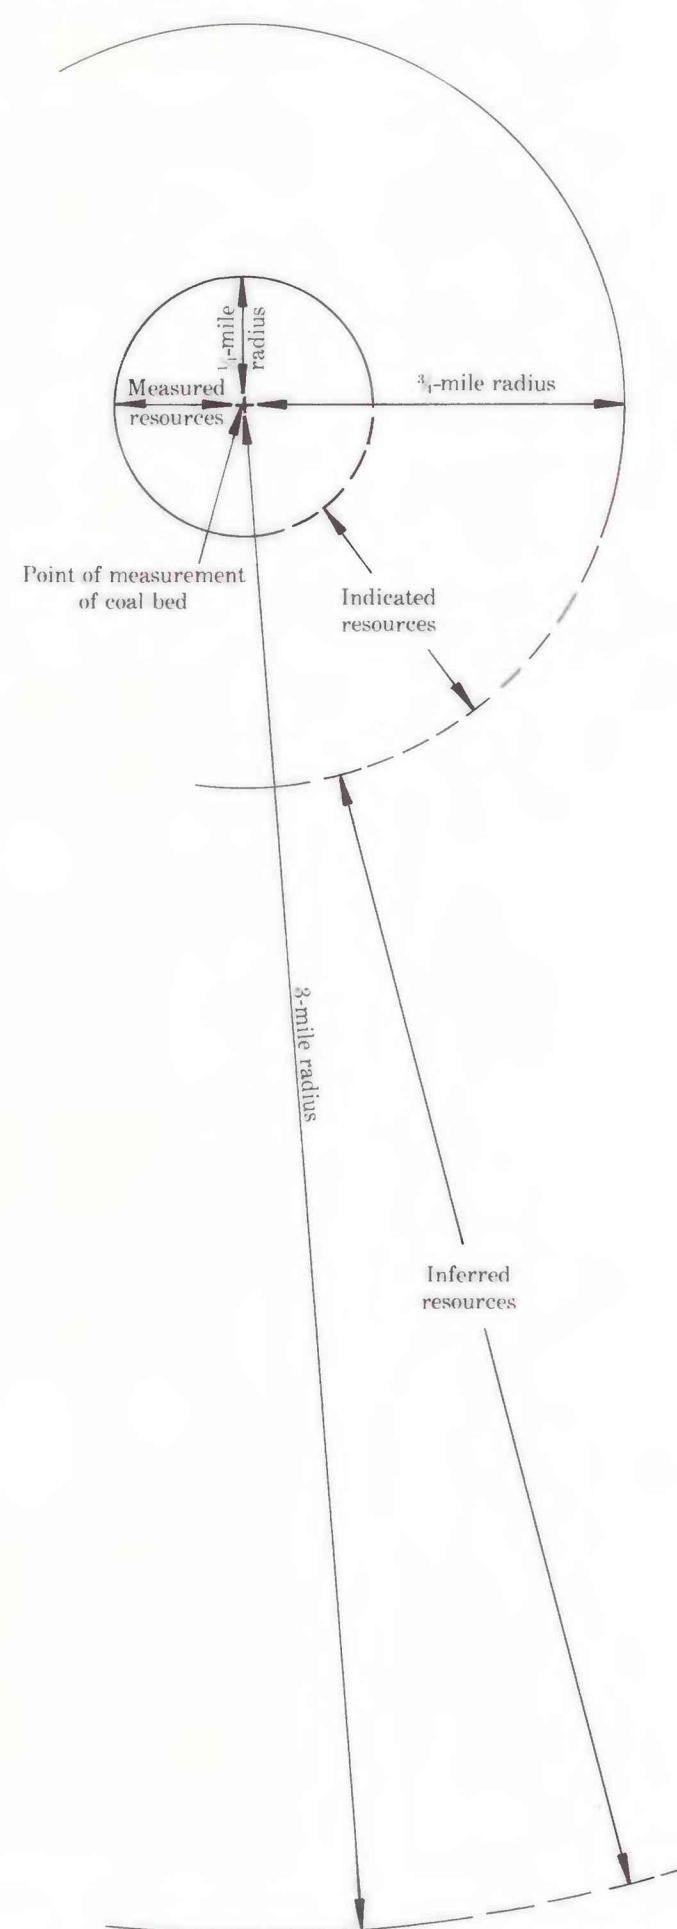 ¼-mile
radius
Measured
resources
¾-mile radius
Point of measurement
of coal bed
Indicated
resources
3-mile radius
Inferred
resources